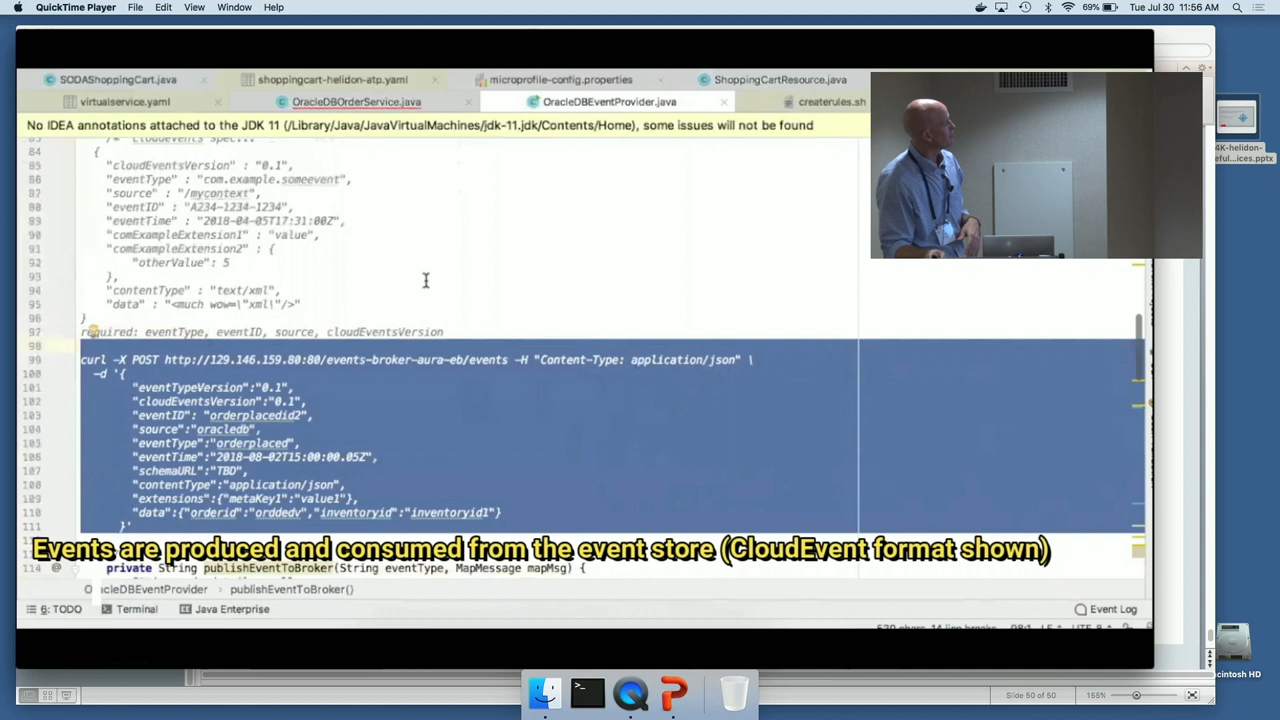 QuickTime Player File Edit View Window Help
69% Tue Jul 30 11:56 AM
SODAShoppingCart.java shoppingcart-helidon-atp.yaml microprofile-config.properties ShoppingCartResource.java
virtualservice.yaml OracleDBOrderService.java OracleDBEventProvider.java createrules.sh
No IDEA annotations attached to the JDK 11 (/Library/Java/JavaVirtualMachines/jdk-11.jdk/Contents/Home), some issues will not be found
/* cloudevents spec...
84 {
85 "cloudEventsVersion" : "0.1",
86 "eventType" : "com.example.someevent",
87 "source" : "/mycontext",
88 "eventID" : "A234-1234-1234",
89 "eventTime" : "2018-04-05T17:31:00Z",
90 "comExampleExtension1" : "value",
91 "comExampleExtension2" : {
92 "otherValue": 5
93 },
94 "contentType" : "text/xml",
95 "data" : "<much wow=\"xml\"/>"
96 }
97 required: eventType, eventID, source, cloudEventsVersion
98
99 curl -X POST http://129.146.159.80:80/events-broker-aura-eb/events -H "Content-Type: application/json" \
100 -d '{
101 "eventTypeVersion":"0.1",
102 "cloudEventsVersion":"0.1",
103 "eventID": "orderplacedid2",
104 "source":"oracledb",
105 "eventType":"orderplaced",
106 "eventTime":"2018-08-02T15:00:00.05Z",
107 "schemaURL":"TBD",
108 "contentType":"application/json",
109 "extensions":{"metaKey1":"value1"},
110 "data":{"orderid":"orddedv","inventoryid":"inventoryid1"}
111 }'
Events are produced and consumed from the event store (CloudEvent format shown)
114 @ private String publishEventToBroker(String eventType, MapMessage mapMsg) {
OracleDBEventProvider › publishEventToBroker()
6: TODO Terminal Java Enterprise Event Log
4K-helidon-
eful...ices.pptx
cintosh HD
Slide 50 of 50 155%